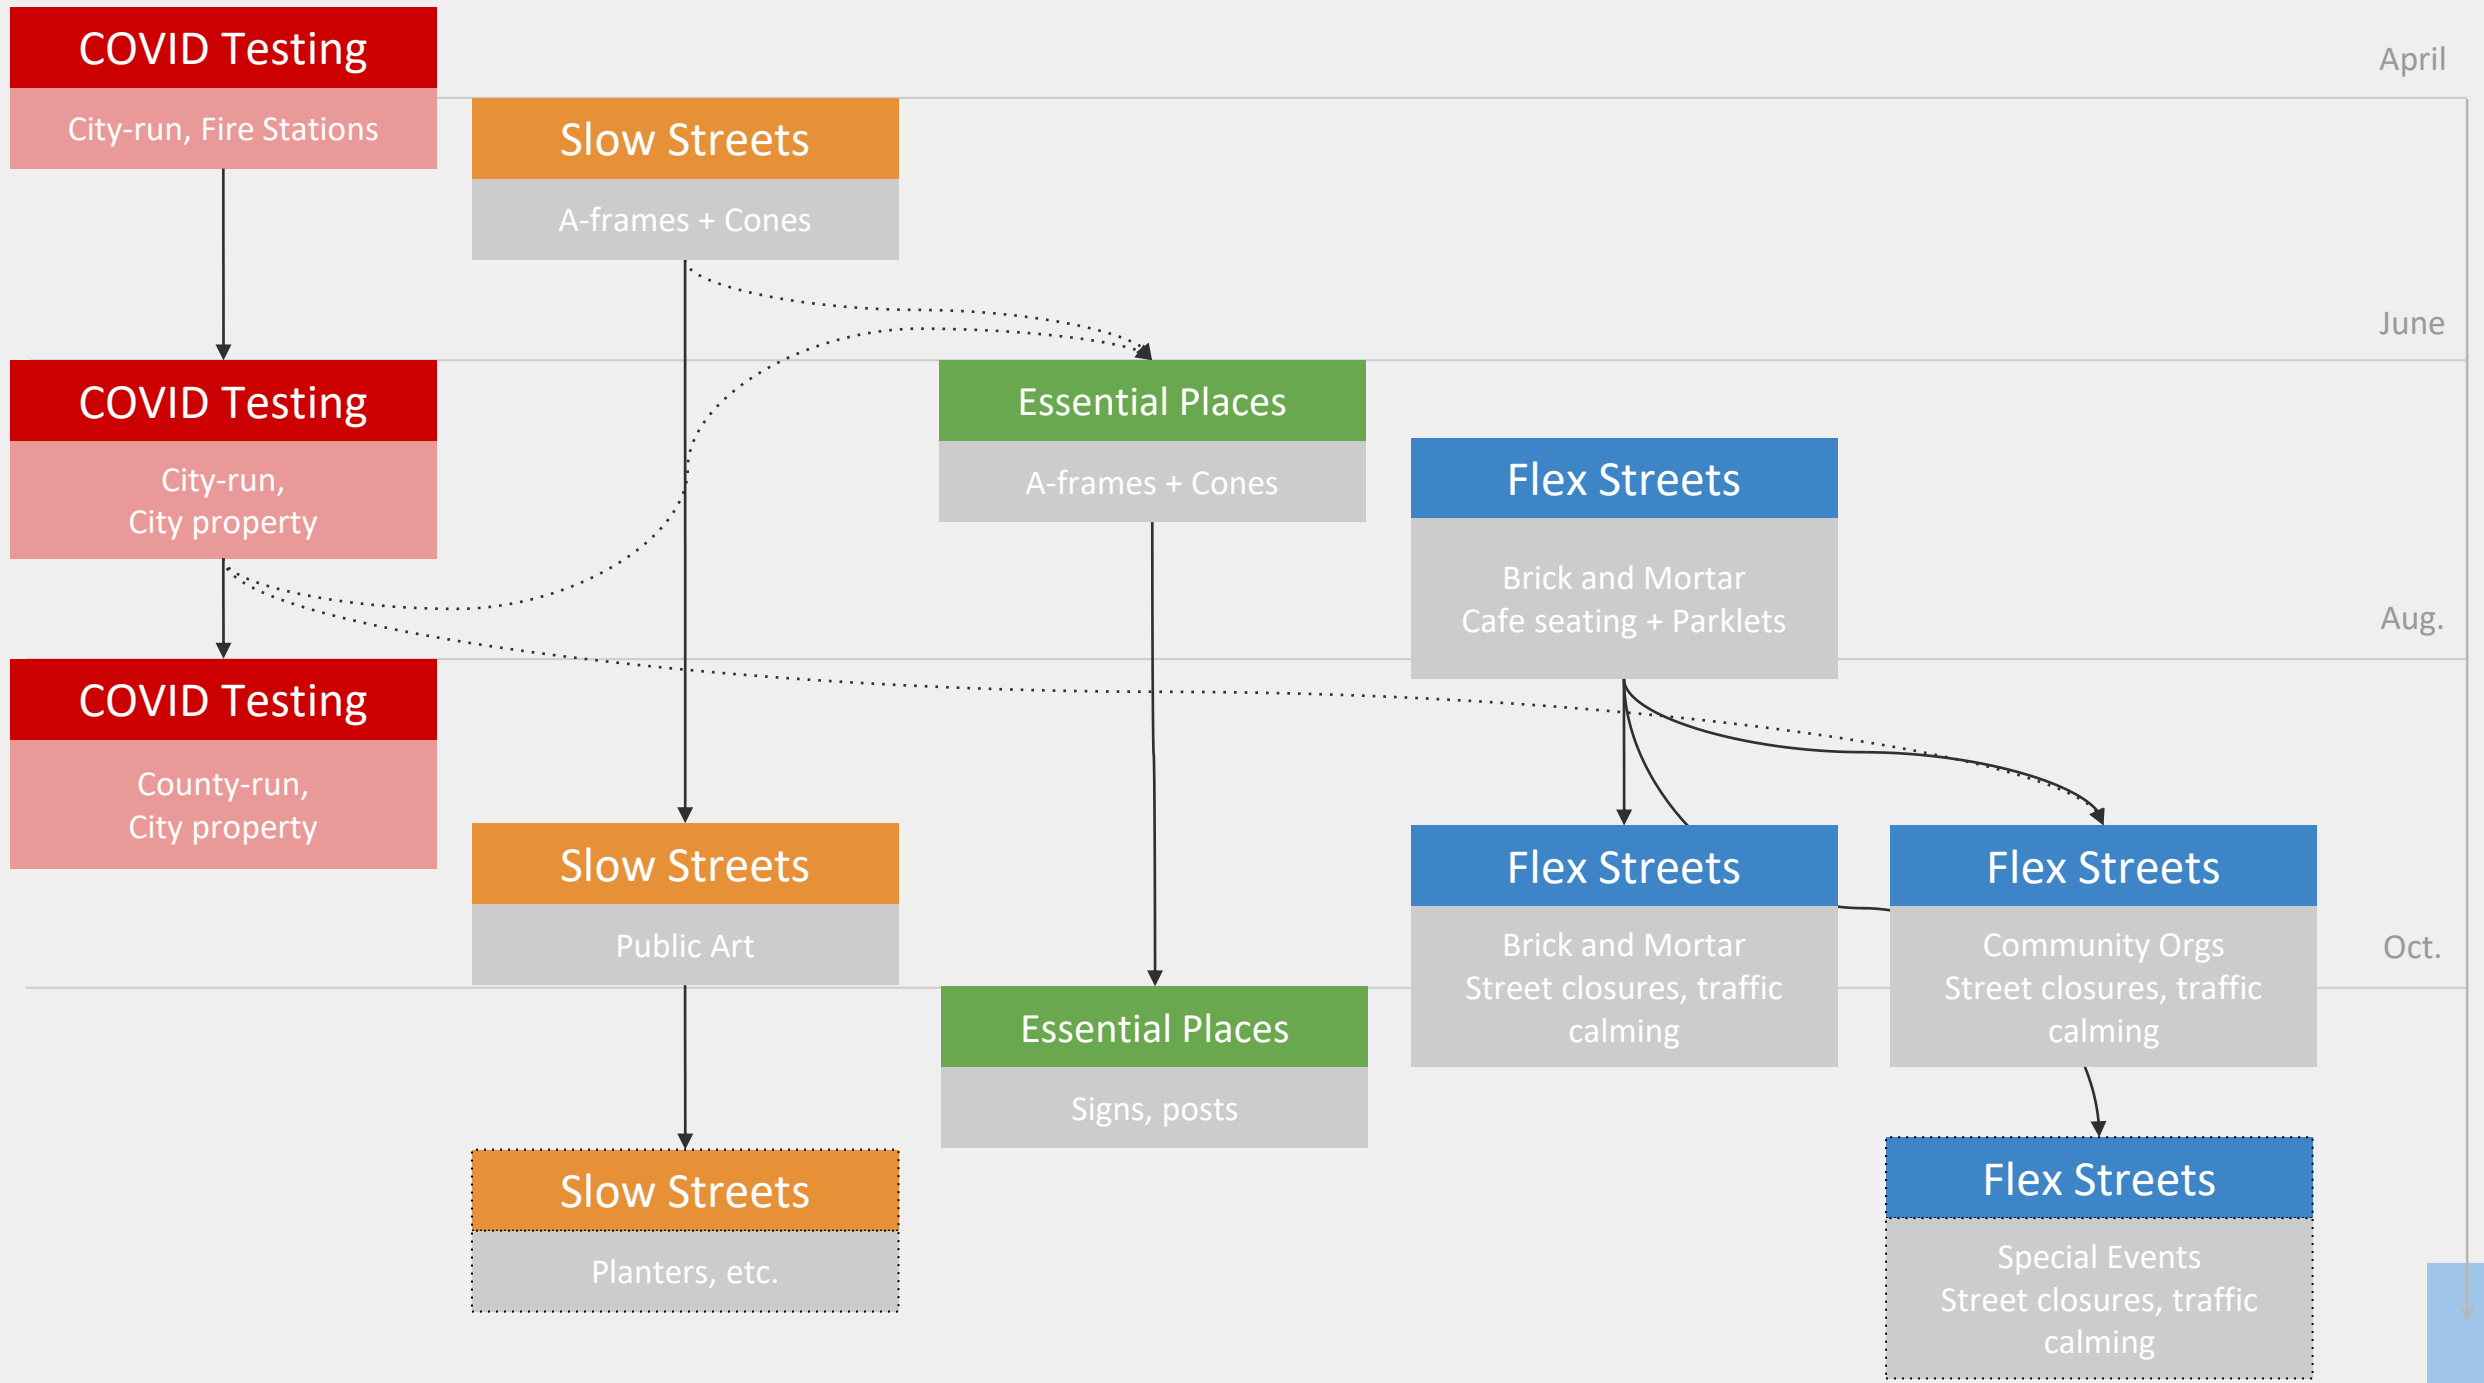 COVID Testing
City-run, Fire Stations
April
Slow Streets
A-frames + Cones
June
COVID Testing
City-run,
City property
Essential Places
A-frames + Cones
Flex Streets
Brick and Mortar
Cafe seating + Parklets
Aug.
COVID Testing
County-run,
City property
Slow Streets
Public Art
Flex Streets
Brick and Mortar
Street closures, traffic
calming
Flex Streets
Community Orgs
Street closures, traffic
calming
Oct.
Essential Places
Signs, posts
Slow Streets
Planters, etc.
Flex Streets
Special Events
Street closures, traffic
calming